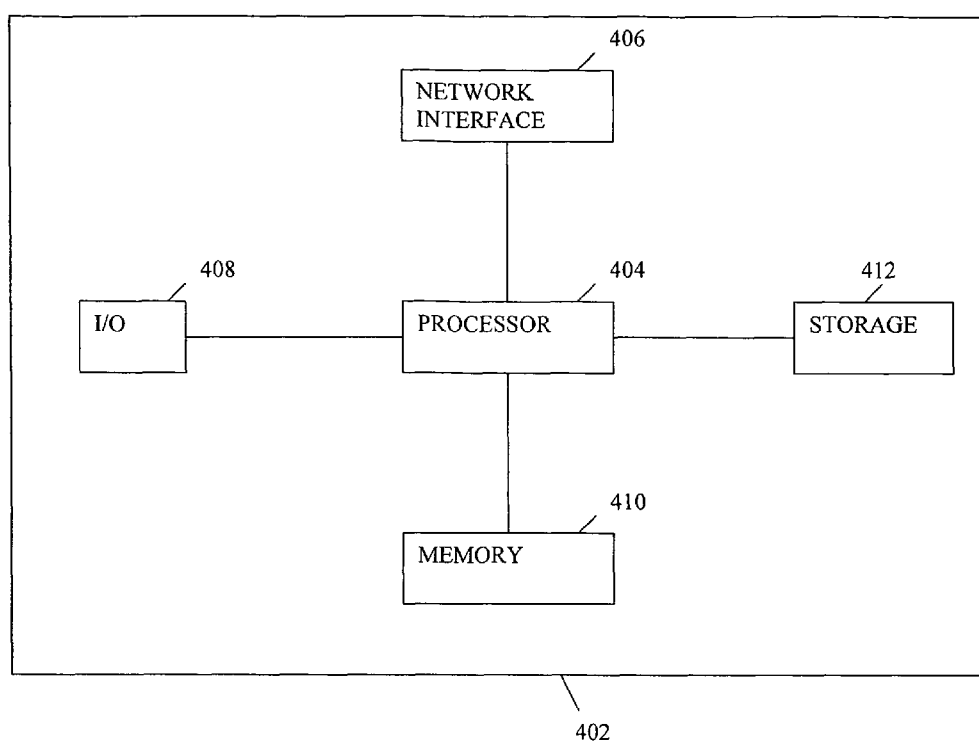 406
NETWORK
INTERFACE
408
404
412
I/O
PROCESSOR
STORAGE
410
MEMORY
402